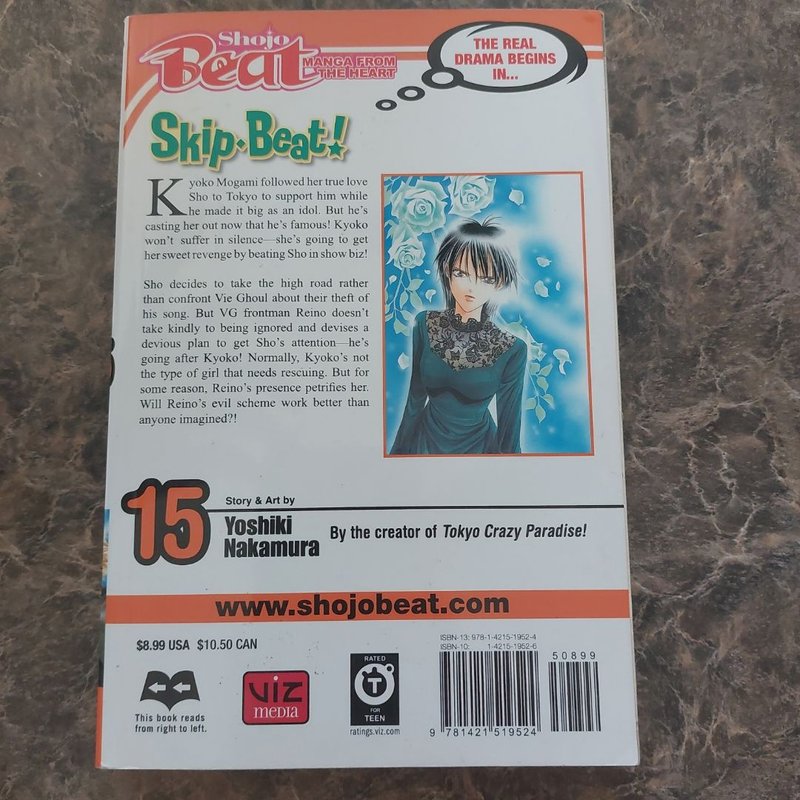 Shojo
Beat
MANGA FROM
THE HEART
THE REAL
DRAMA BEGINS
IN...
Skip·Beat!
Kyoko Mogami followed her true love
Sho to Tokyo to support him while
he made it big as an idol. But he's
casting her out now that he's famous! Kyoko
won't suffer in silence—she's going to get
her sweet revenge by beating Sho in show biz!
Sho decides to take the high road rather
than confront Vie Ghoul about their theft of
his song. But VG frontman Reino doesn't
take kindly to being ignored and devises a
devious plan to get Sho's attention—he's
going after Kyoko! Normally, Kyoko's not
the type of girl that needs rescuing. But for
some reason, Reino's presence petrifies her.
Will Reino's evil scheme work better than
anyone imagined?!
15
Story & Art by
Yoshiki
Nakamura
By the creator of Tokyo Crazy Paradise!
www.shojobeat.com
$8.99 USA $10.50 CAN
This book reads
from right to left.
VIZ
media
RATED
T
FOR
TEEN
ratings.viz.com
ISBN-13: 978-1-4215-1952-4
ISBN-10: 1-4215-1952-6
50899
9 781421 519524